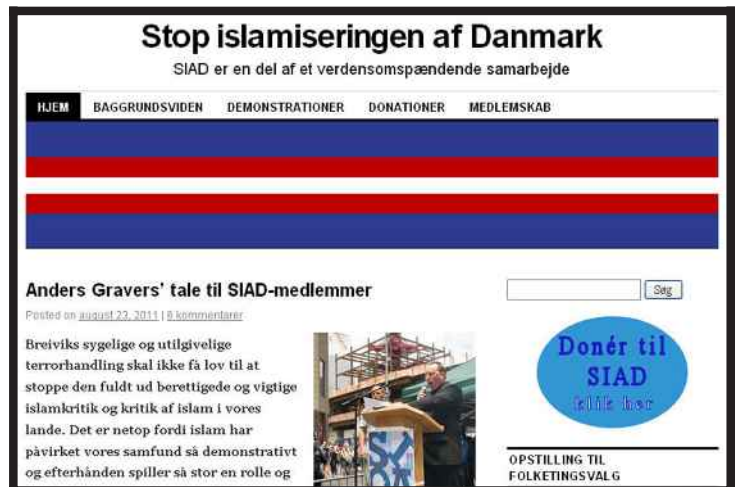 Stop islamiseringen af Danmark
SIAD er en del af et verdensomspændende samarbejde
HJEM BAGGRUNDSVIDEN DEMONSTRATIONER DONATIONER MEDLEMSKAB
Anders Gravers' tale til SIAD-medlemmer
Posted on august 23, 2011 | 8 kommentarer
Breiviks sygelige og utilgivelige
terrorhandling skal ikke få lov til at
stoppe den fuldt ud berettigede og vigtige
islamkritik og kritik af islam i vores
lande. Det er netop fordi islam har
påvirket vores samfund så demonstrativt
og efterhånden spiller så stor en rolle og
Søg
Donér til
SIAD
klik her
OPSTILLING TIL
FOLKETINGSVALG